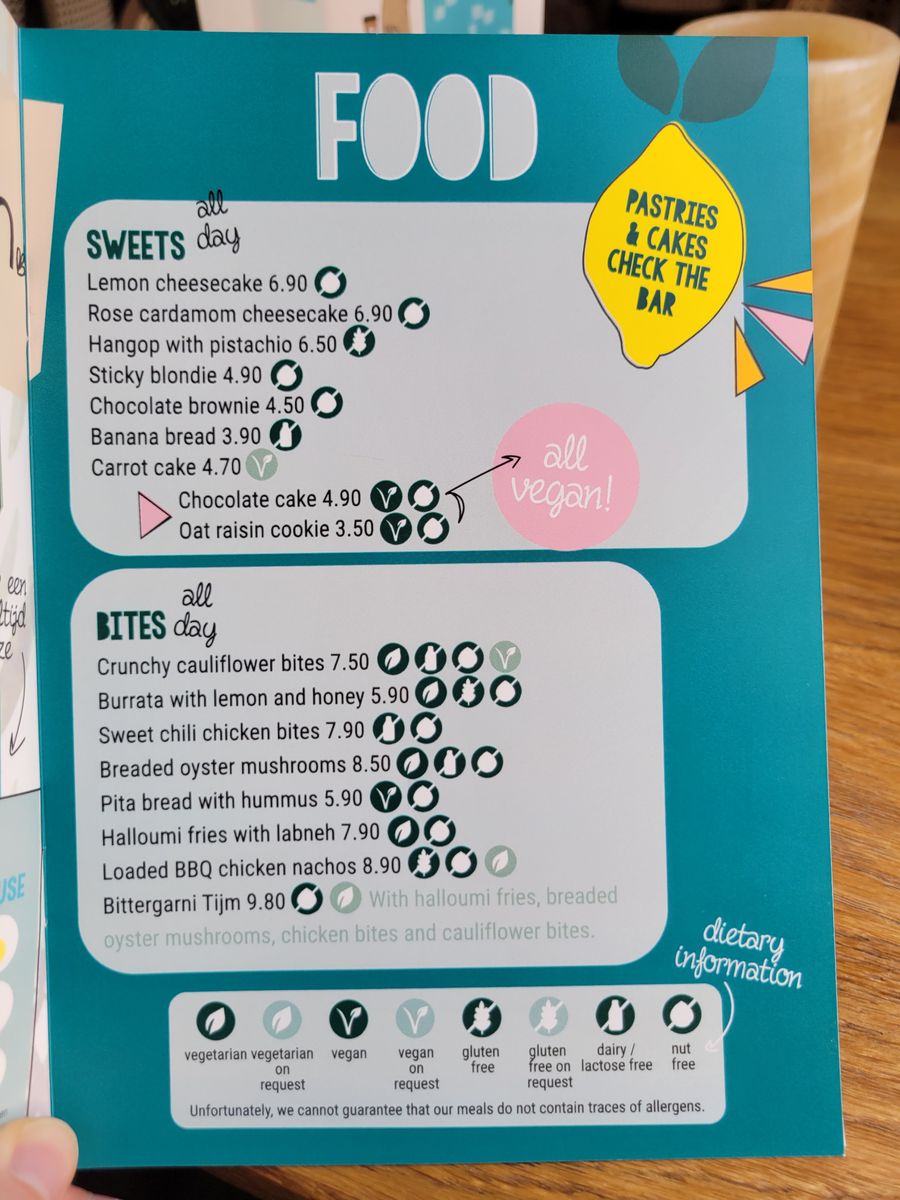 FOOD
PASTRIES
& CAKES
CHECK THE
BAR
SWEETS all day
Lemon cheesecake 6.90
Rose cardamom cheesecake 6.90
Hangop with pistachio 6.50
Sticky blondie 4.90
Chocolate brownie 4.50
Banana bread 3.90
Carrot cake 4.70
Chocolate cake 4.90
Oat raisin cookie 3.50
all
vegan!
BITES all day
Crunchy cauliflower bites 7.50
Burrata with lemon and honey 5.90
Sweet chili chicken bites 7.90
Breaded oyster mushrooms 8.50
Pita bread with hummus 5.90
Halloumi fries with labneh 7.90
Loaded BBQ chicken nachos 8.90
Bittergarni Tijm 9.80 With halloumi fries, breaded
oyster mushrooms, chicken bites and cauliflower bites.
dietary
information
vegetarian
vegetarian
on
request
vegan
vegan
on
request
gluten
free
gluten
free on
request
dairy /
lactose free
nut
free
Unfortunately, we cannot guarantee that our meals do not contain traces of allergens.
een